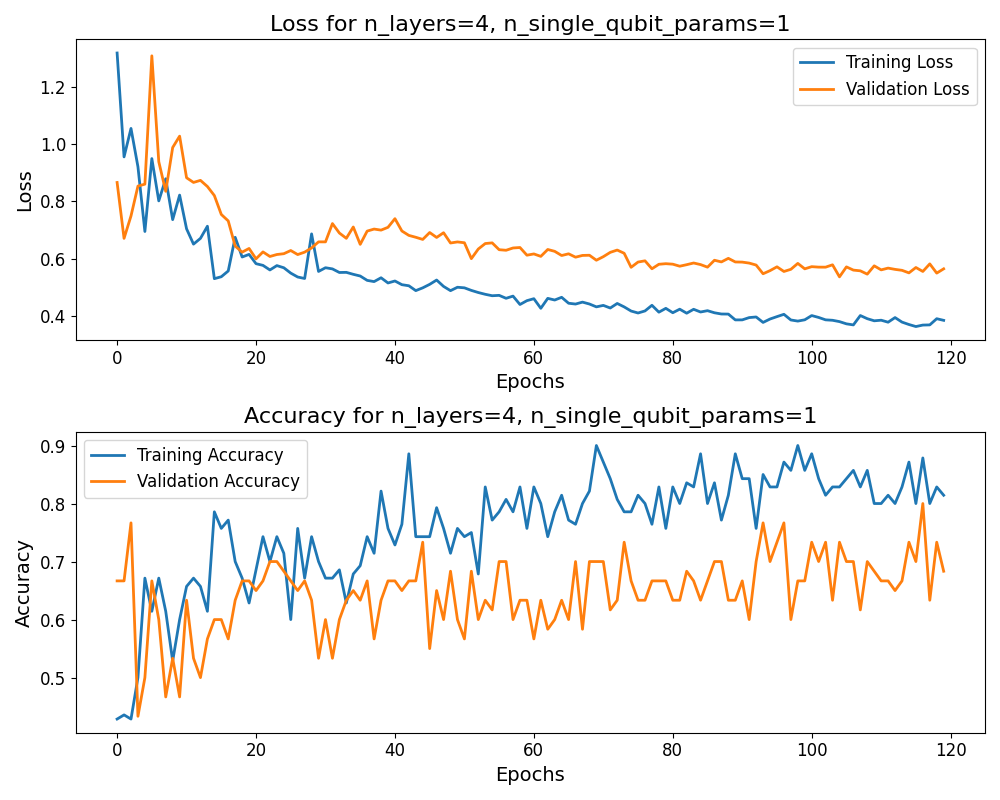 Loss for n_layers=4, n_single_qubit_params=1
Training Loss
Validation Loss
Loss
1.2
1.0
0.8
0.6
0.4
0 20 40 60 80 100 120
Epochs
Accuracy for n_layers=4, n_single_qubit_params=1
Training Accuracy
Validation Accuracy
Accuracy
0.9
0.8
0.7
0.6
0.5
0 20 40 60 80 100 120
Epochs